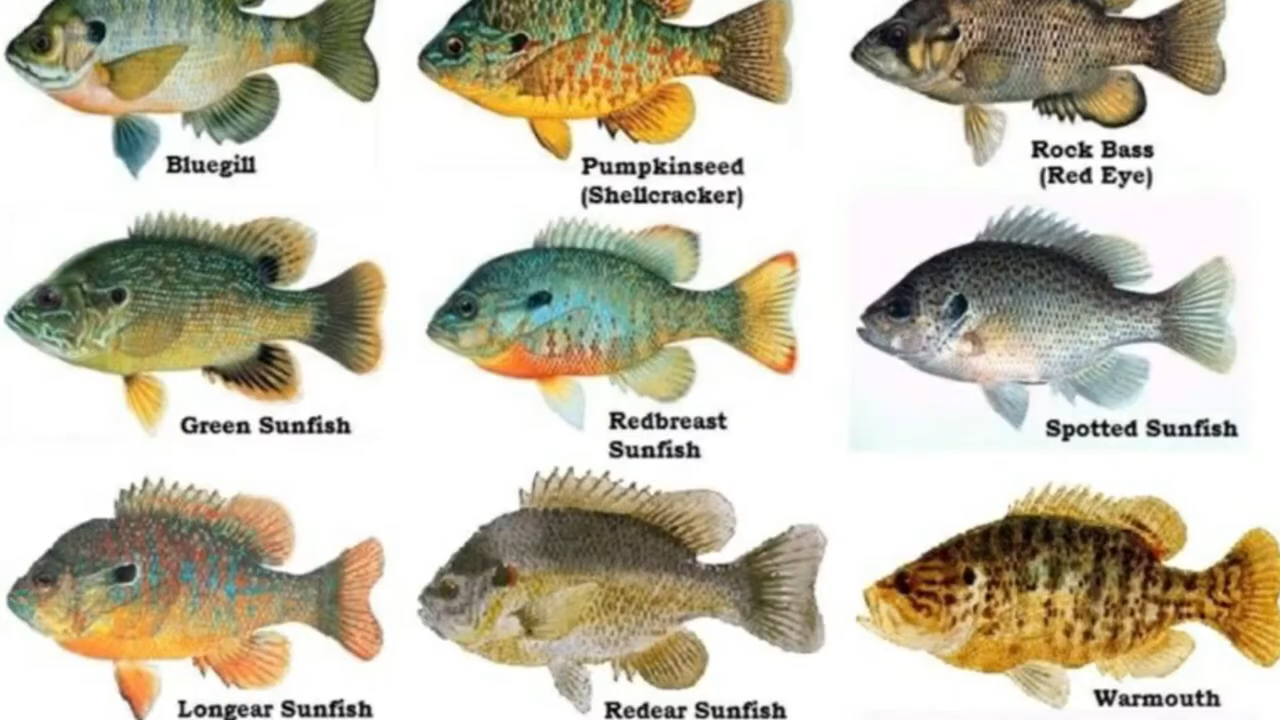 Bluegill
Pumpkinseed
(Shellcracker)
Rock Bass
(Red Eye)
Green Sunfish
Redbreast
Sunfish
Spotted Sunfish
Longear Sunfish
Redear Sunfish
Warmouth